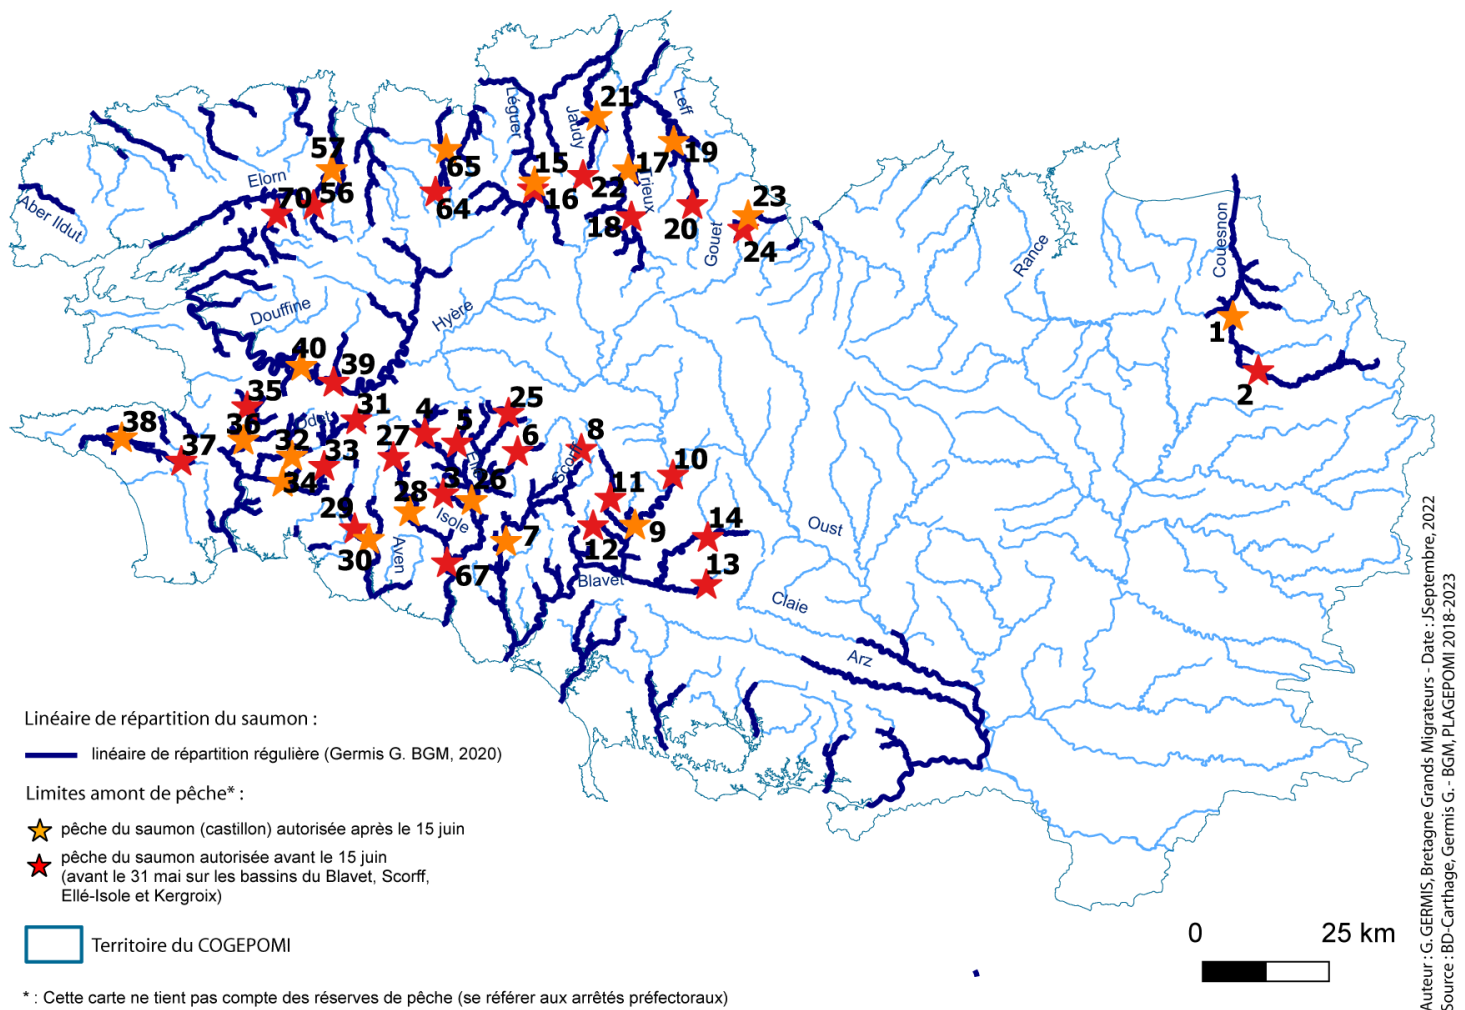 21
Léguer
Jaudy
Leff
57
65
15
17
19
Elorn
70
56
64
16
22
Trieux
18
20
23
24
Gouet
Aber Ildut
Rance
Couesnon
Douffine
Hyère
1
2
40
39
35
31
4
5
25
38
36
Odet
32
27
6
8
37
33
Scorff
10
34
28
3
26
11
29
Isole
9
14
Oust
30
Aven
7
12
67
Blavet
13
Claie
Arz
Linéaire de répartition du saumon :
linéaire de répartition régulière (Germis G. BGM, 2020)
Limites amont de pêche* :
pêche du saumon (castillon) autorisée après le 15 juin
pêche du saumon autorisée avant le 15 juin
(avant le 31 mai sur les bassins du Blavet, Scorff,
Ellé-Isole et Kergroix)
Territoire du COGEPOMI
0 25 km
* : Cette carte ne tient pas compte des réserves de pêche (se référer aux arrêtés préfectoraux)
Auteur : G. GERMIS, Bretagne Grands Migrateurs - Date : JSeptembre, 2022
Source : BD-Carthage, Germis G. - BGM, PLAGEPOMI 2018-2023